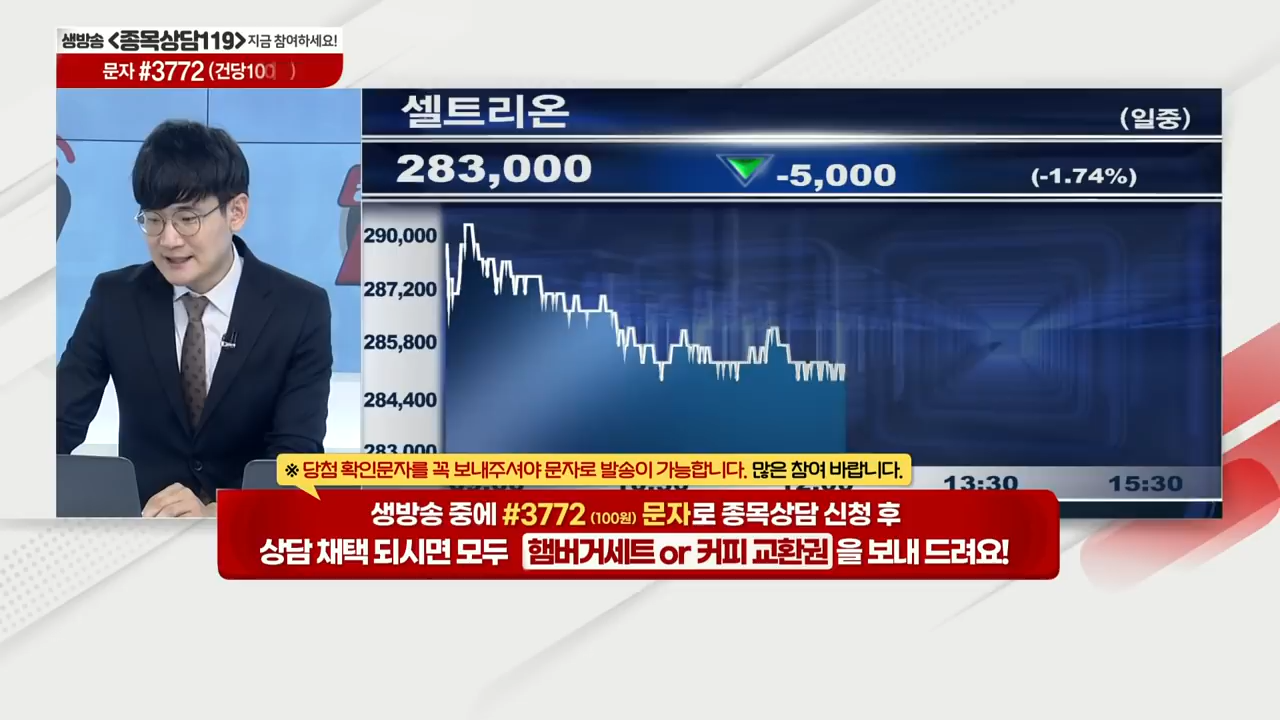 생방송 <종목상담119> 지금 참여하세요!
문자 #3772 (건당100 )
셀트리온
(일중)
283,000
-5,000
(-1.74%)
290,000
287,200
285,800
284,400
283,000
13:30
15:30
※ 당첨 확인문자를 꼭 보내주셔야 문자로 발송이 가능합니다. 많은 참여 바랍니다.
생방송 중에 #3772 (100원) 문자로 종목상담 신청 후
상담 채택 되시면 모두 햄버거세트 or 커피 교환권 을 보내 드려요!